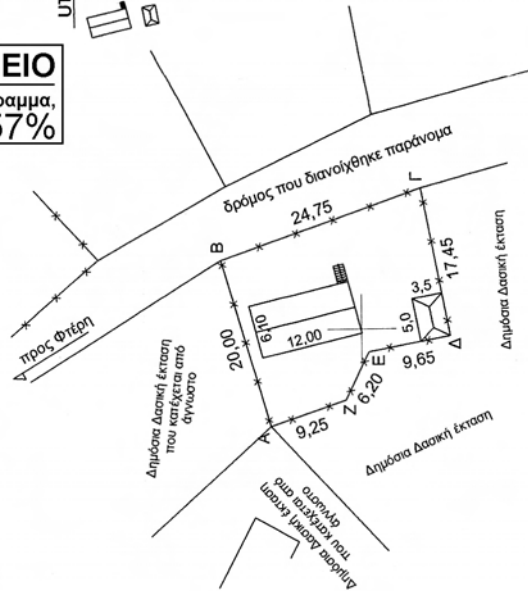 ΕΙΟ
ραμμα,
57%
προς Φτέρη
δρόμος που διανοίχθηκε παράνομα
24,75
Β
Γ
20,00
6,10
12,00
3,5
17,45
5,0
Δημόσια Δασική έκταση
που κατέχεται από
άγνωστο
Α
9,25
Ζ
6,20
Ε
9,65
Δ
Δημόσια Δασική έκταση
Δημόσια Δασική έκταση
Δημόσια Δασική έκταση
που κατέχεται από
άγνωστο